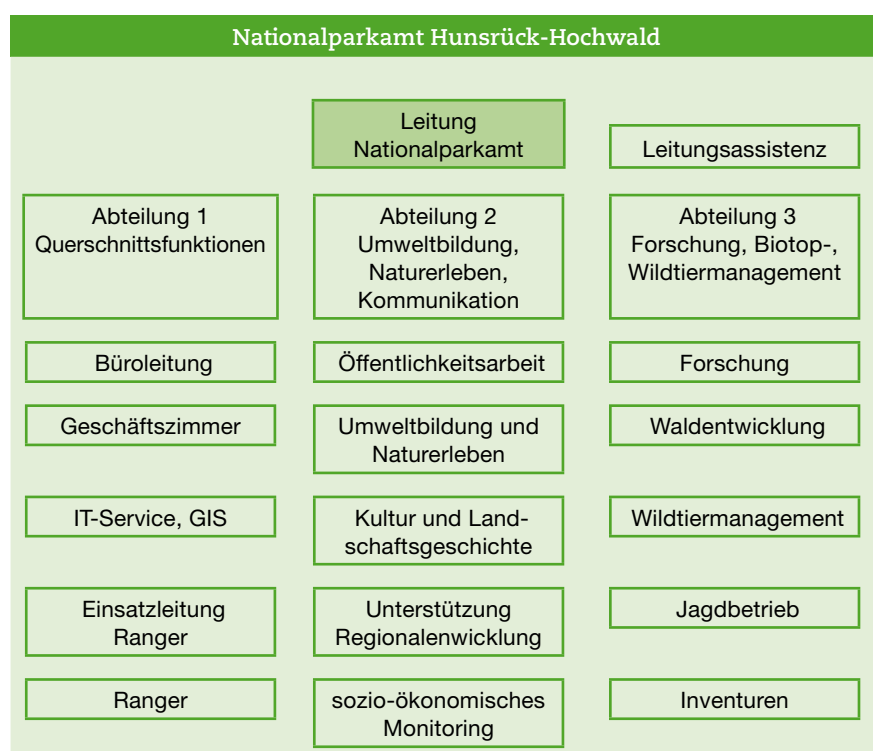 Nationalparkamt Hunsrück-Hochwald
Leitung
Nationalparkamt
Leitungsassistenz
Abteilung 1
Querschnittsfunktionen
Abteilung 2
Umweltbildung,
Naturerleben,
Kommunikation
Abteilung 3
Forschung, Biotop-,
Wildtiermanagement
Büroleitung
Öffentlichkeitsarbeit
Forschung
Geschäftszimmer
Umweltbildung und
Naturerleben
Waldentwicklung
IT-Service, GIS
Kultur und Land-
schaftsgeschichte
Wildtiermanagement
Einsatzleitung
Ranger
Unterstützung
Regionalenwicklung
Jagdbetrieb
Ranger
sozio-ökonomisches
Monitoring
Inventuren